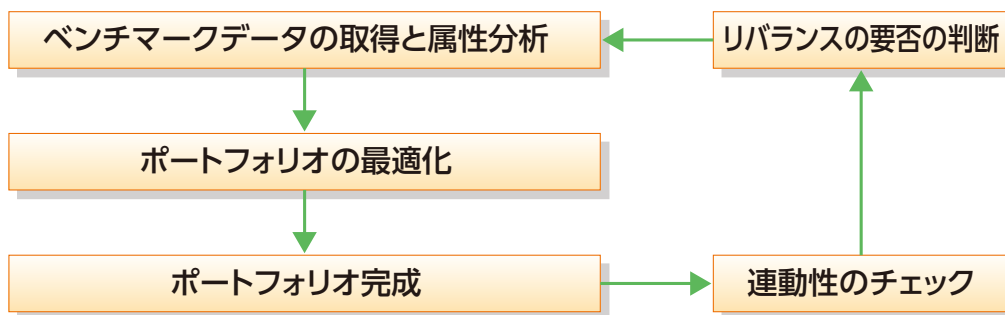 ベンチマークデータの取得と属性分析
リバランスの要否の判断
ポートフォリオの最適化
ポートフォリオ完成
連動性のチェック